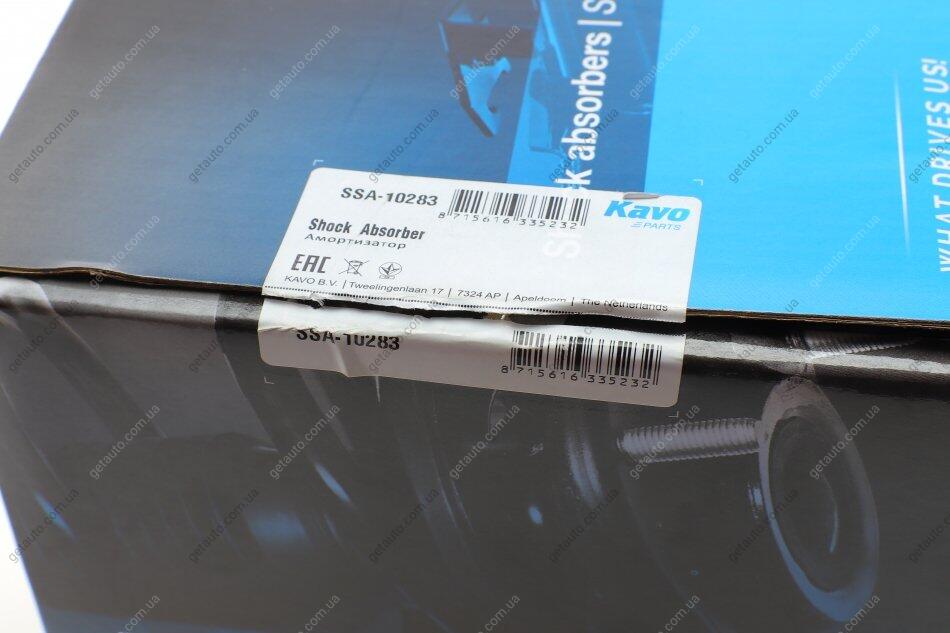 k absorbers | S
WHAT DRIVES US!
SSA-10283
8 715616 335232
Kavo
PARTS
Shock Absorber
Амортизатор
EAC
KAVO B.V. | Tweelingenlaan 17 | 7324 AP | Apeldoorn | The Netherlands
SSA-10283
8 715616 335232
getauto.com.ua